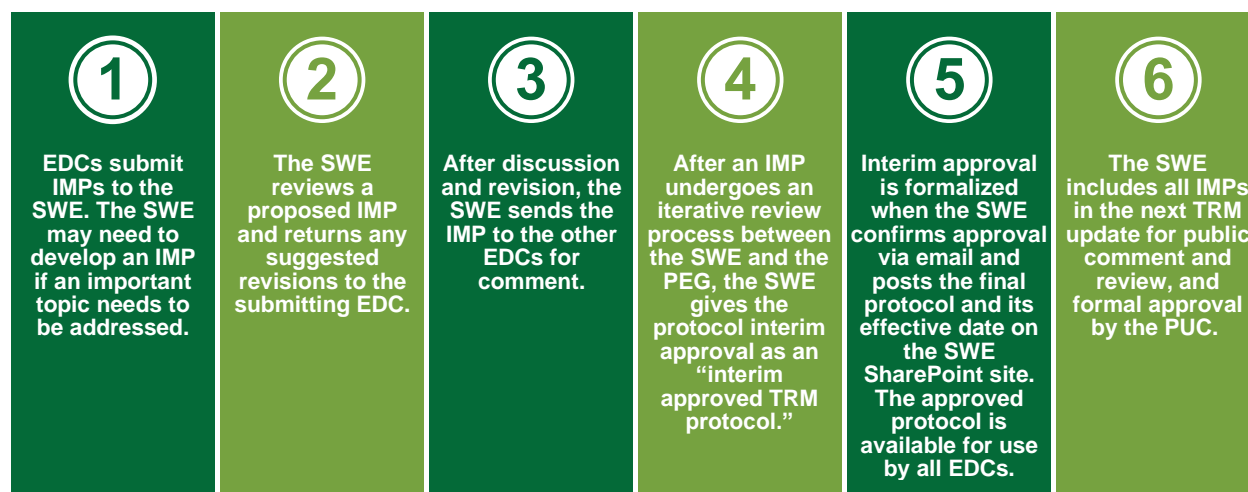 1
EDCs submit
IMPs to the
SWE. The SWE
may need to
develop an IMP
if an important
topic needs to
be addressed.
2
The SWE
reviews a
proposed IMP
and returns any
suggested
revisions to the
submitting EDC.
3
After discussion
and revision, the
SWE sends the
IMP to the other
EDCs for
comment.
4
After an IMP
undergoes an
iterative review
process between
the SWE and the
PEG, the SWE
gives the
protocol interim
approval as an
“interim
approved TRM
protocol.”
5
Interim approval
is formalized
when the SWE
confirms approval
via email and
posts the final
protocol and its
effective date on
the SWE
SharePoint site.
The approved
protocol is
available for use
by all EDCs.
6
The SWE
includes all IMPs
in the next TRM
update for public
comment and
review, and
formal approval
by the PUC.